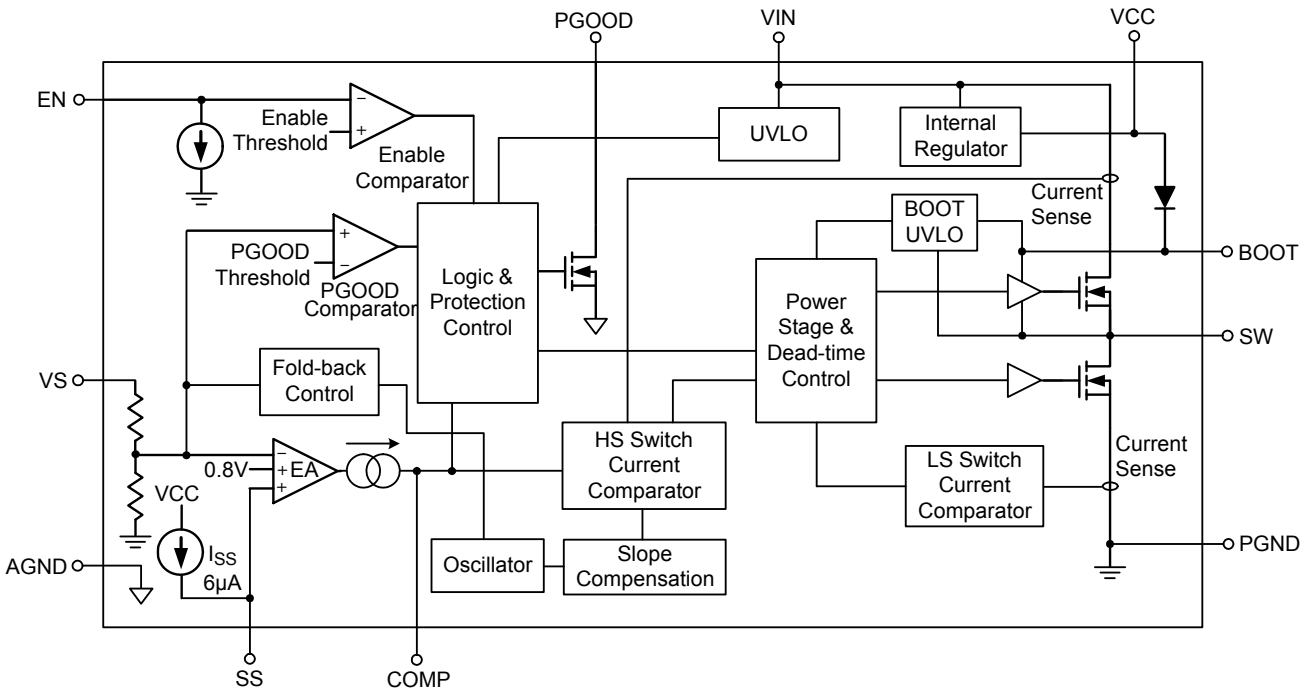 PGOOD
VIN
VCC
EN
−
+
Enable
Threshold
Enable
Comparator
UVLO
Internal
Regulator
Current
Sense
BOOT
UVLO
BOOT
+
−
PGOOD
Threshold
PGOOD
Comparator
Logic &
Protection
Control
Power
Stage &
Dead-time
Control
SW
VS
Fold-back
Control
−
0.8V
+
EA
+
HS Switch
Current
Comparator
LS Switch
Current
Comparator
Current
Sense
VCC
ISS
6µA
AGND
Oscillator
Slope
Compensation
PGND
SS
COMP